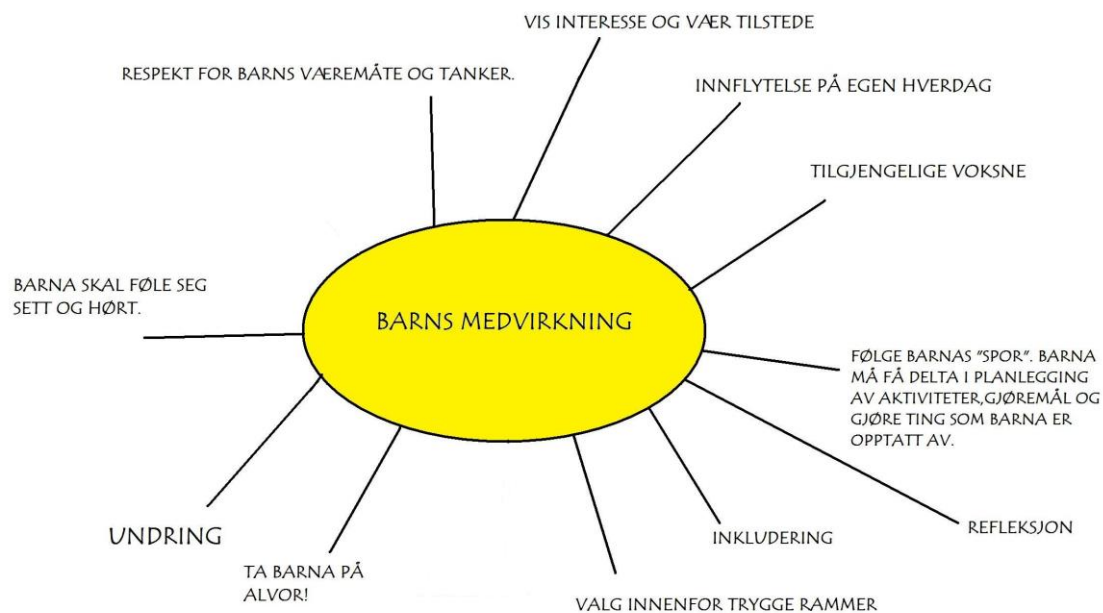 VIS INTERESSE OG VÆR TILSTEDE
RESPEKT FOR BARNS VÆREMÅTE OG TANKER.
INNFLYTELSE PÅ EGEN HVERDAG
TILGJENGELIGE VOKSNE
BARNA SKAL FØLE SEG
SETT OG HØRT.
BARNS MEDVIRKNING
FØLGE BARNAS "SPOR". BARNA
MÅ FÅ DELTA I PLANLEGGING
AV AKTIVITETER,GJØREMÅL OG
GJØRE TING SOM BARNA ER
OPPTATT AV.
UNDRING
TA BARNA PÅ
ALVOR!
VALG INNENFOR TRYGGE RAMMER
INKLUDERING
REFLEKSJON